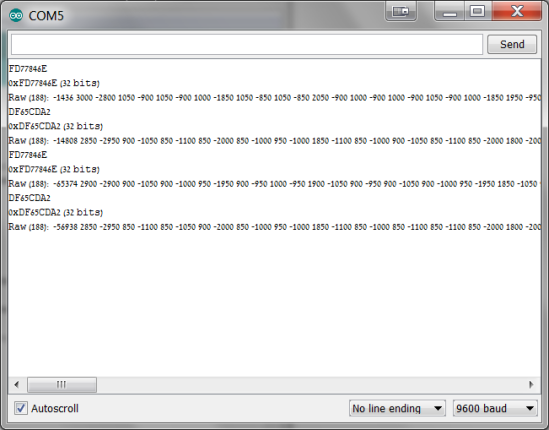 COM5
Send
FD77846E
0xFD77846E (32 bits)
Raw (188): -1436 3000 -2800 1050 -900 1050 -900 1000 -1850 1050 -850 1050 -850 2050 -900 1000 -900 1000 -1000 900 -1050 900 -900 1000 -1850 1950 -950
DF65CDA2
0xDF65CDA2 (32 bits)
Raw (188): -14808 2850 -2950 900 -1050 850 -1100 850 -1050 900 -2000 850 -1000 950 -1000 1850 -1100 850 -1000 850 -1100 850 -2000 1800 -200
FD77846E
0xFD77846E (32 bits)
Raw (188): -65374 2900 -2900 900 -1050 900 -1000 950 -1950 900 -950 1000 -950 1900 -1050 900 -950 900 -1050 900 -1000 950 -1950 1850 -1050
DF65CDA2
0xDF65CDA2 (32 bits)
Raw (188): -56938 2850 -2950 850 -1100 850 -1050 900 -2000 850 -1000 950 -1000 1850 -1100 850 -1000 850 -1100 850 -2000 1800 -200
Autoscroll
No line ending
9600 baud